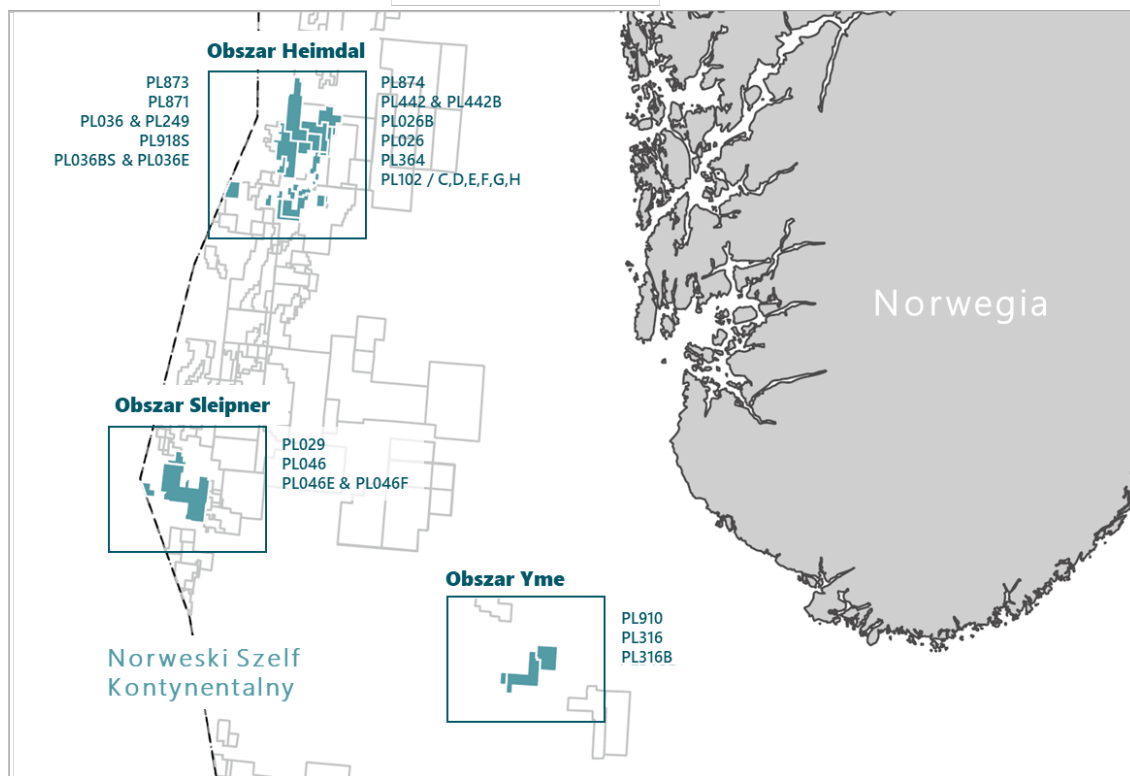 Obszar Heimdal
PL873
PL871
PL036 & PL249
PL918S
PL036BS & PL036E
PL874
PL442 & PL442B
PL026B
PL026
PL364
PL102 / C,D,E,F,G,H
Norwegia
Obszar Sleipner
PL029
PL046
PL046E & PL046F
Obszar Yme
PL910
PL316
PL316B
Norweski Szelf
Kontynentalny